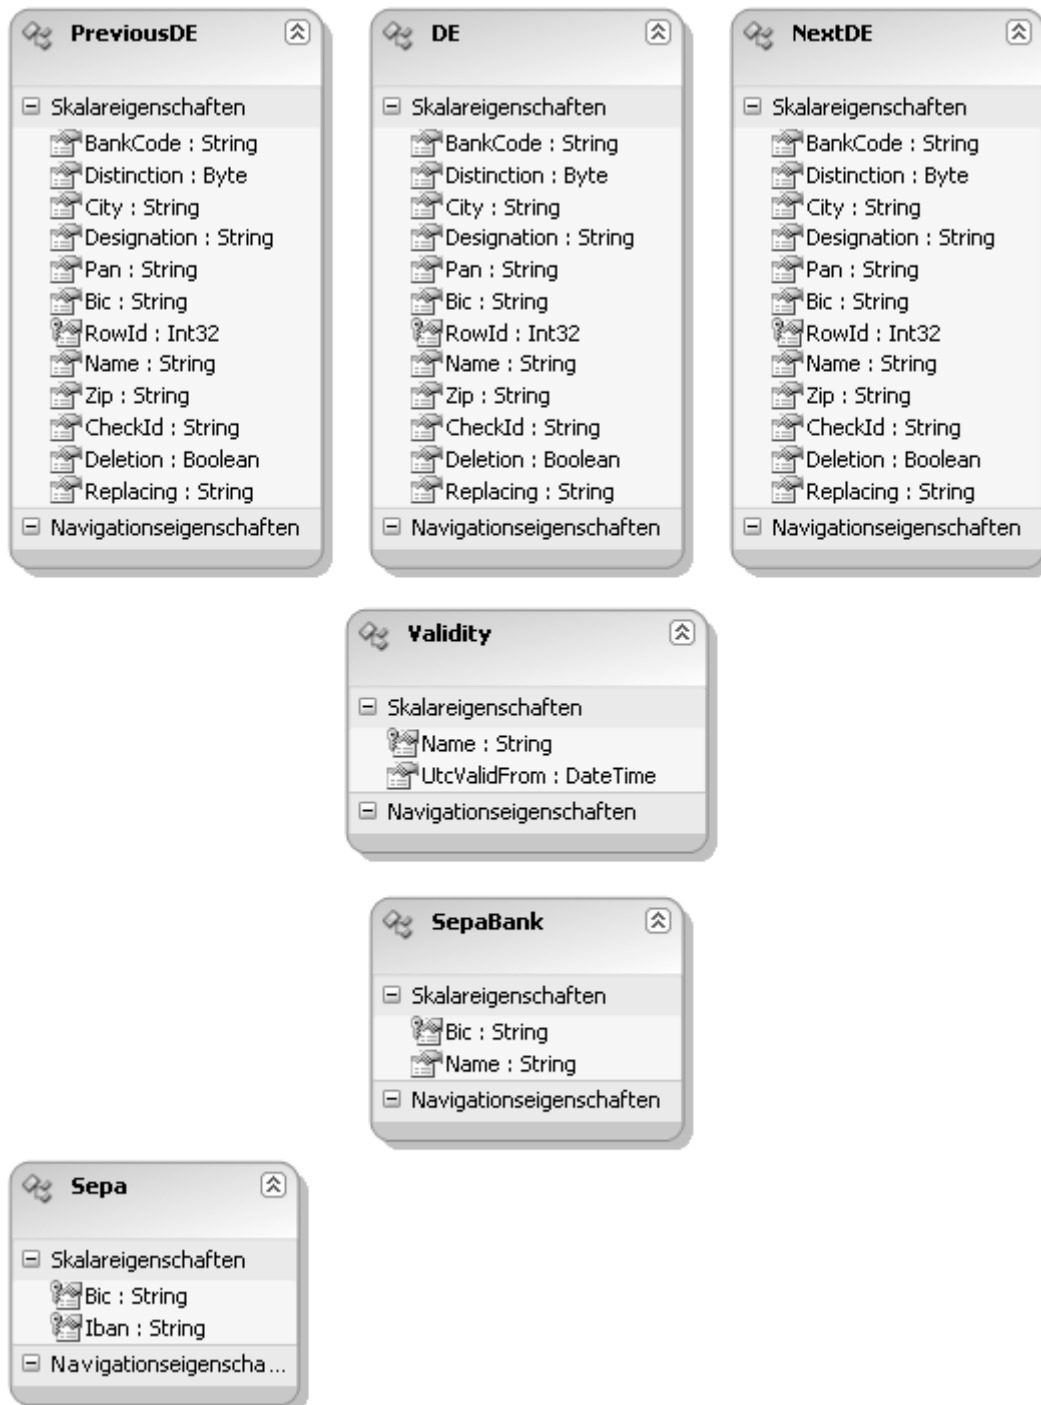 PreviousDE
Skalareigenschaften
BankCode : String
Distinction : Byte
City : String
Designation : String
Pan : String
Bic : String
RowId : Int32
Name : String
Zip : String
CheckId : String
Deletion : Boolean
Replacing : String
Navigationseigenschaften
DE
Skalareigenschaften
BankCode : String
Distinction : Byte
City : String
Designation : String
Pan : String
Bic : String
RowId : Int32
Name : String
Zip : String
CheckId : String
Deletion : Boolean
Replacing : String
Navigationseigenschaften
NextDE
Skalareigenschaften
BankCode : String
Distinction : Byte
City : String
Designation : String
Pan : String
Bic : String
RowId : Int32
Name : String
Zip : String
CheckId : String
Deletion : Boolean
Replacing : String
Navigationseigenschaften
Validity
Skalareigenschaften
Name : String
UtcValidFrom : DateTime
Navigationseigenschaften
SepaBank
Skalareigenschaften
Bic : String
Name : String
Navigationseigenschaften
Sepa
Skalareigenschaften
Bic : String
Iban : String
Navigationseigenscha...